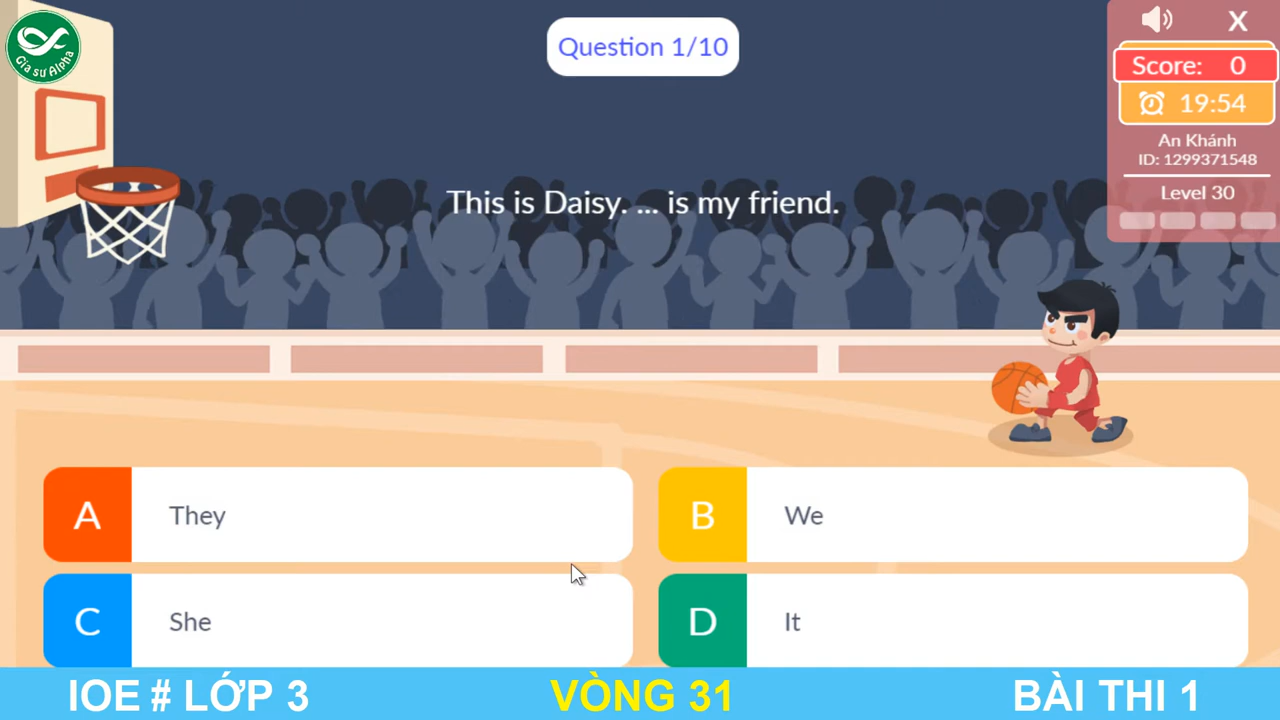 Gia sư Alpha
Question 1/10
X
Score: 0
19:54
An Khánh
ID: 1299371548
Level 30
This is Daisy. ... is my friend.
A They
B We
C She
D It
IOE # LỚP 3
VÒNG 31
BÀI THI 1